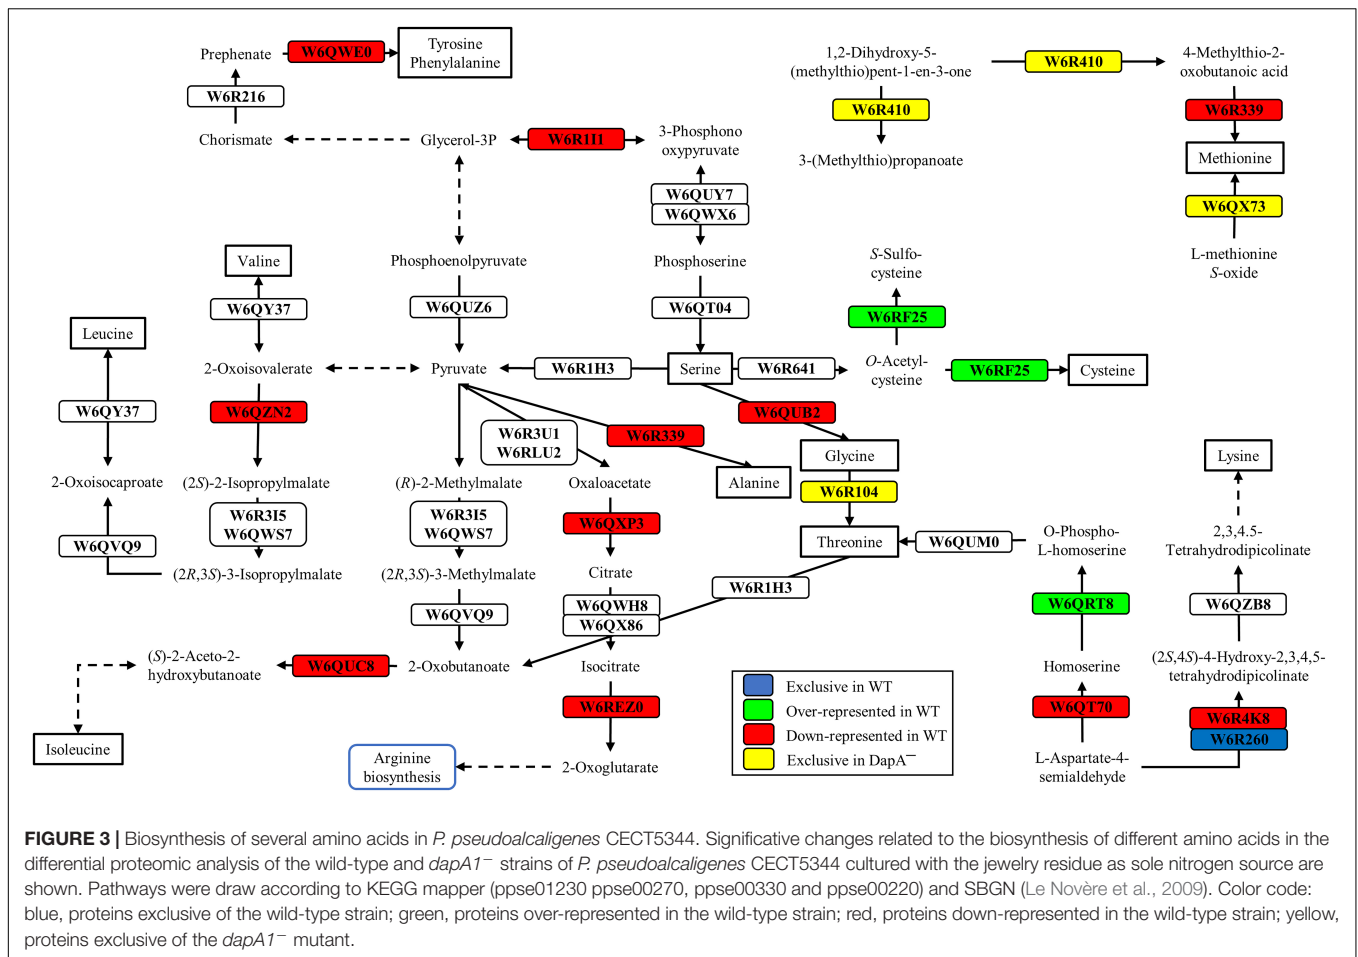 Prephenate
W6QWE0
Tyrosine
Phenylalanine
W6R216
Chorismate
Glycerol-3P
W6R1I1
3-Phosphono
oxypyruvate
W6QUY7
W6QWX6
Phosphoenolpyruvate
Phosphoserine
W6QUZ6
W6QT04
1,2-Dihydroxy-5-
(methylthio)pent-1-en-3-one
W6R410
4-Methylthio-2-
oxobutanoic acid
W6R410
W6R339
3-(Methylthio)propanoate
Methionine
W6QX73
L-methionine
S-oxide
S-Sulfo-
cysteine
W6RF25
O-Acetyl-
cysteine
W6RF25
Cysteine
Valine
W6QY37
Leucine
2-Oxoisovalerate
Pyruvate
W6R1H3
Serine
W6R641
W6QY37
W6QZN2
W6R3U1
W6RLU2
W6R339
W6QUB2
Glycine
2-Oxoisocaproate
(2S)-2-Isopropylmalate
(R)-2-Methylmalate
Oxaloacetate
Alanine
W6R104
W6QVQ9
W6R3I5
W6QWS7
W6R3I5
W6QWS7
W6QXP3
Threonine
W6QUM0
O-Phospho-
L-homoserine
Lysine
2,3,4.5-
Tetrahydrodipicolinate
(2R,3S)-3-Isopropylmalate
(2R,3S)-3-Methylmalate
Citrate
W6R1H3
W6QRT8
W6QZB8
W6QVQ9
W6QWH8
W6QX86
(S)-2-Aceto-2-
hydroxybutanoate
W6QUC8
2-Oxobutanoate
Isocitrate
Homoserine
(2S,4S)-4-Hydroxy-2,3,4,5-
tetrahydrodipicolinate
W6REZ0
W6QT70
W6R4K8
W6R260
Isoleucine
Arginine
biosynthesis
2-Oxoglutarate
L-Aspartate-4-
semialdehyde
Exclusive in WT
Over-represented in WT
Down-represented in WT
Exclusive in DapA−
FIGURE 3 | Biosynthesis of several amino acids in P. pseudoalcaligenes CECT5344. Significative changes related to the biosynthesis of different amino acids in the
differential proteomic analysis of the wild-type and dapA1− strains of P. pseudoalcaligenes CECT5344 cultured with the jewelry residue as sole nitrogen source are
shown. Pathways were draw according to KEGG mapper (ppse01230 ppse00270, ppse00330 and ppse00220) and SBGN (Le Novère et al., 2009). Color code:
blue, proteins exclusive of the wild-type strain; green, proteins over-represented in the wild-type strain; red, proteins down-represented in the wild-type strain; yellow,
proteins exclusive of the dapA1− mutant.